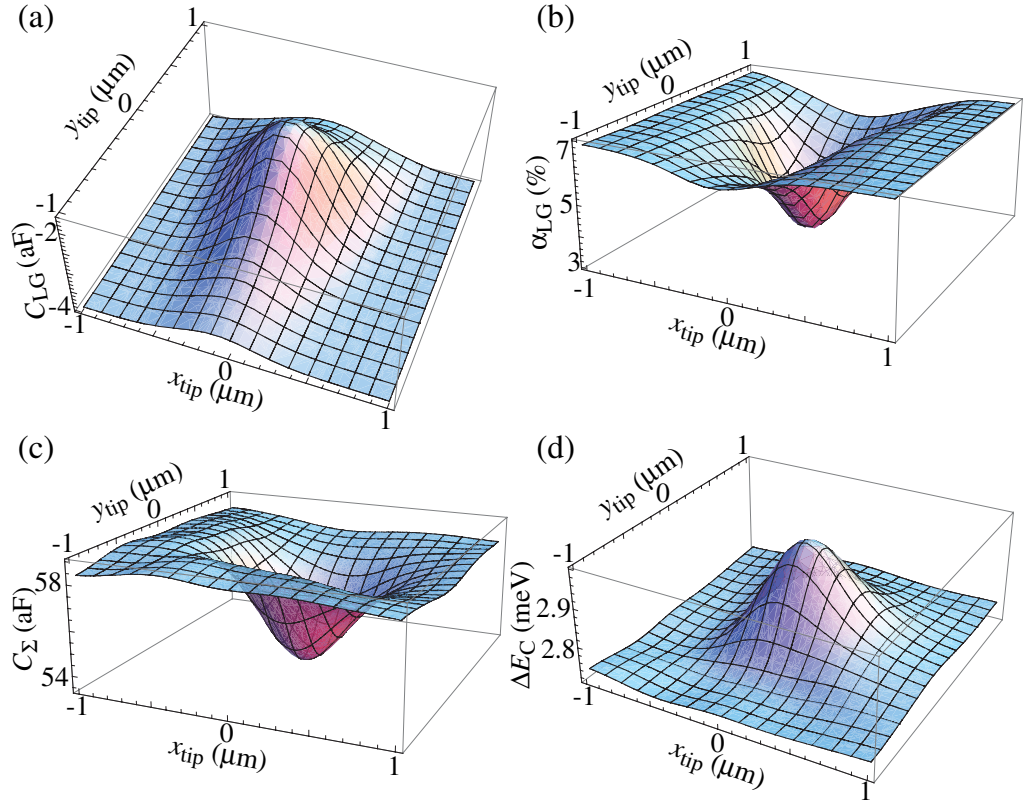 (a)
1
y_tip (μm)
0
-1
-2
C_LG (aF)
-4
-1
0
x_tip (μm)
1
(b)
1
y_tip (μm)
0
-1
7
α_LG (%)
5
3
-1
0
x_tip (μm)
1
(c)
1
y_tip (μm)
0
-1
58
C_Σ (aF)
54
-1
0
x_tip (μm)
1
(d)
1
y_tip (μm)
0
-1
2.9
ΔE_C (meV)
2.8
-1
0
x_tip (μm)
1